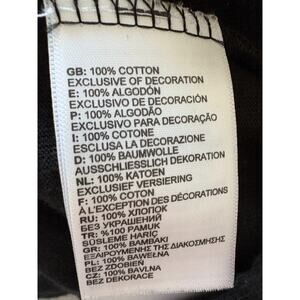 GB: 100% COTTON
EXCLUSIVE OF DECORATION
E: 100% ALGODÓN
EXCLUSIVO DE DECORACIÓN
P: 100% ALGODÃO
EXCLUSIVO PARA DECORAÇÃO
I: 100% COTONE
ESCLUSA LA DECORAZIONE
D: 100% BAUMWOLLE
AUSSCHLIESSLICH DEKORATION
NL: 100% KATOEN
EXCLUSIEF VERSIERING
F: 100% COTON
À L'EXCEPTION DES DÉCORATIONS
RU: 100% ХЛОПОК
БЕЗ УКРАШЕНИЙ
TR: %100 PAMUK
SÜSLEME HARİÇ
GR: 100% ΒΑΜΒΑΚΙ
ΕΞΑΙΡΟΥΜΕΝΗΣ ΤΗΣ ΔΙΑΚΟΣΜΗΣΗΣ
PL: 100% BAWEŁNA
BEZ ZDOBIEŃ
CZ: 100% BAVLNA
BEZ DEKORACE